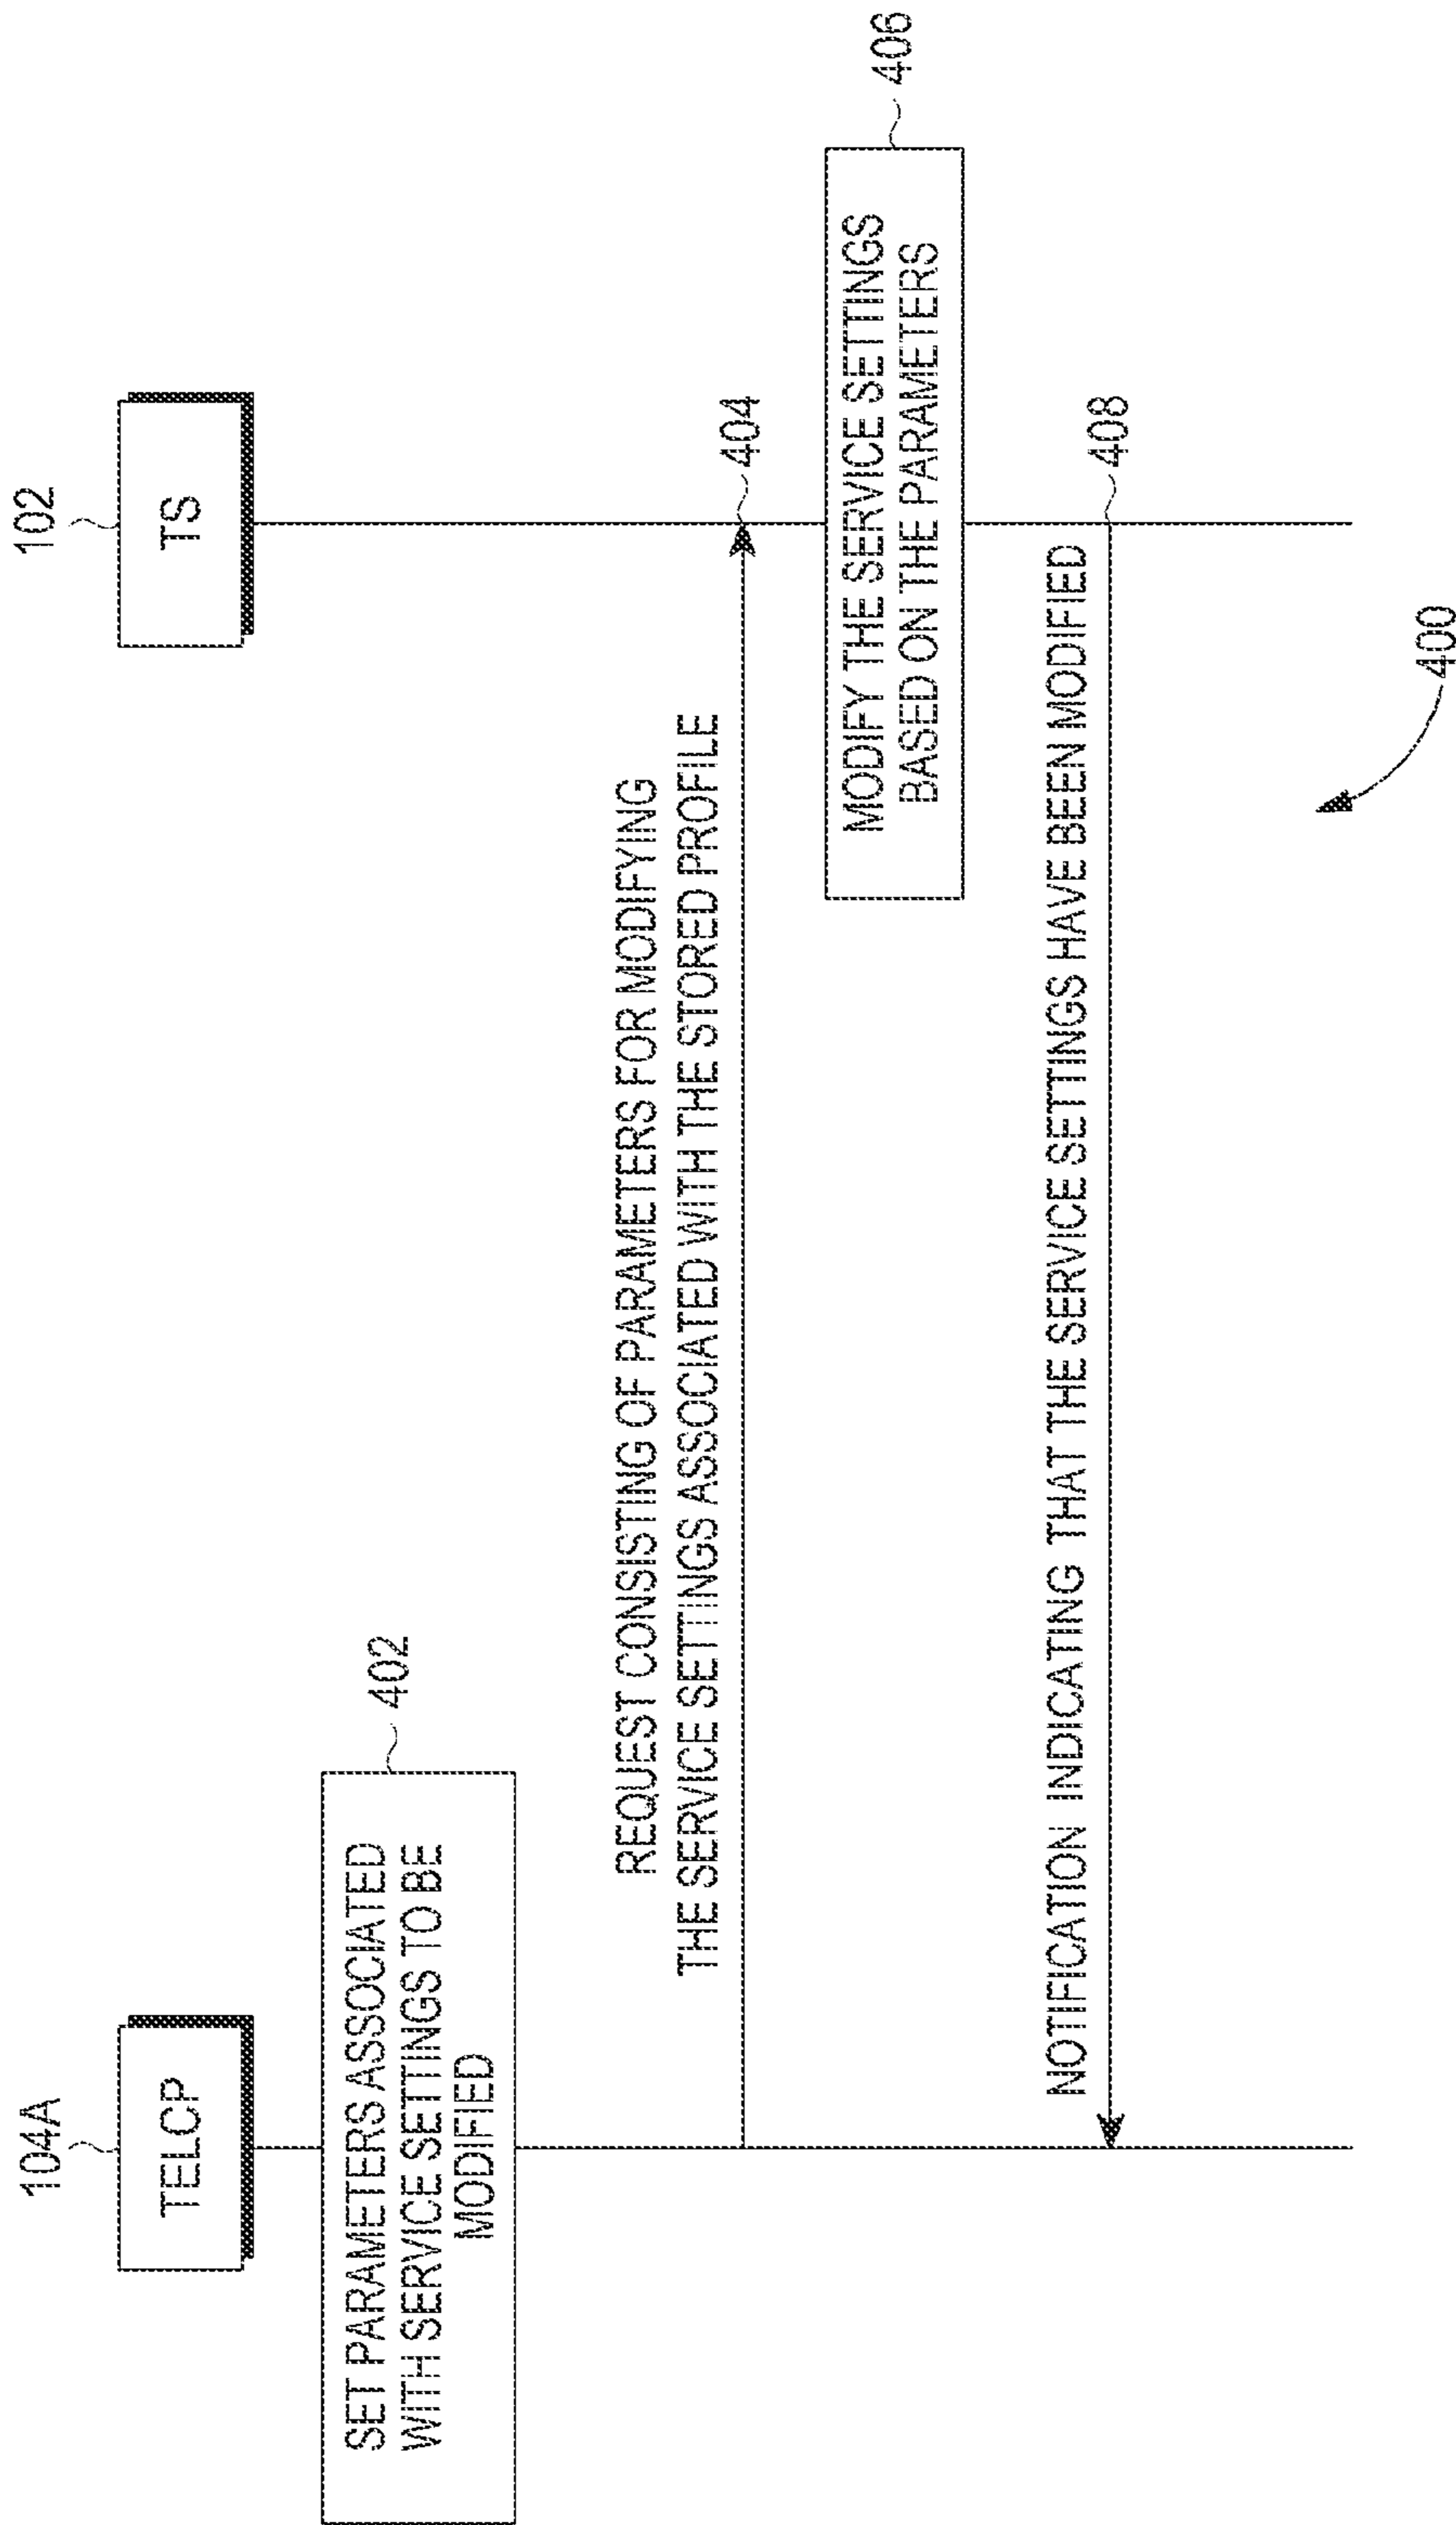 104A
TELCP
102
TS
SET PARAMETERS ASSOCIATED
WITH SERVICE SETTINGS TO BE
MODIFIED
402
REQUEST CONSISTING OF PARAMETERS FOR MODIFYING
THE SERVICE SETTINGS ASSOCIATED WITH THE STORED PROFILE
404
MODIFY THE SERVICE SETTINGS
BASED ON THE PARAMETERS
406
NOTIFICATION INDICATING THAT THE SERVICE SETTINGS HAVE BEEN MODIFIED
408
400